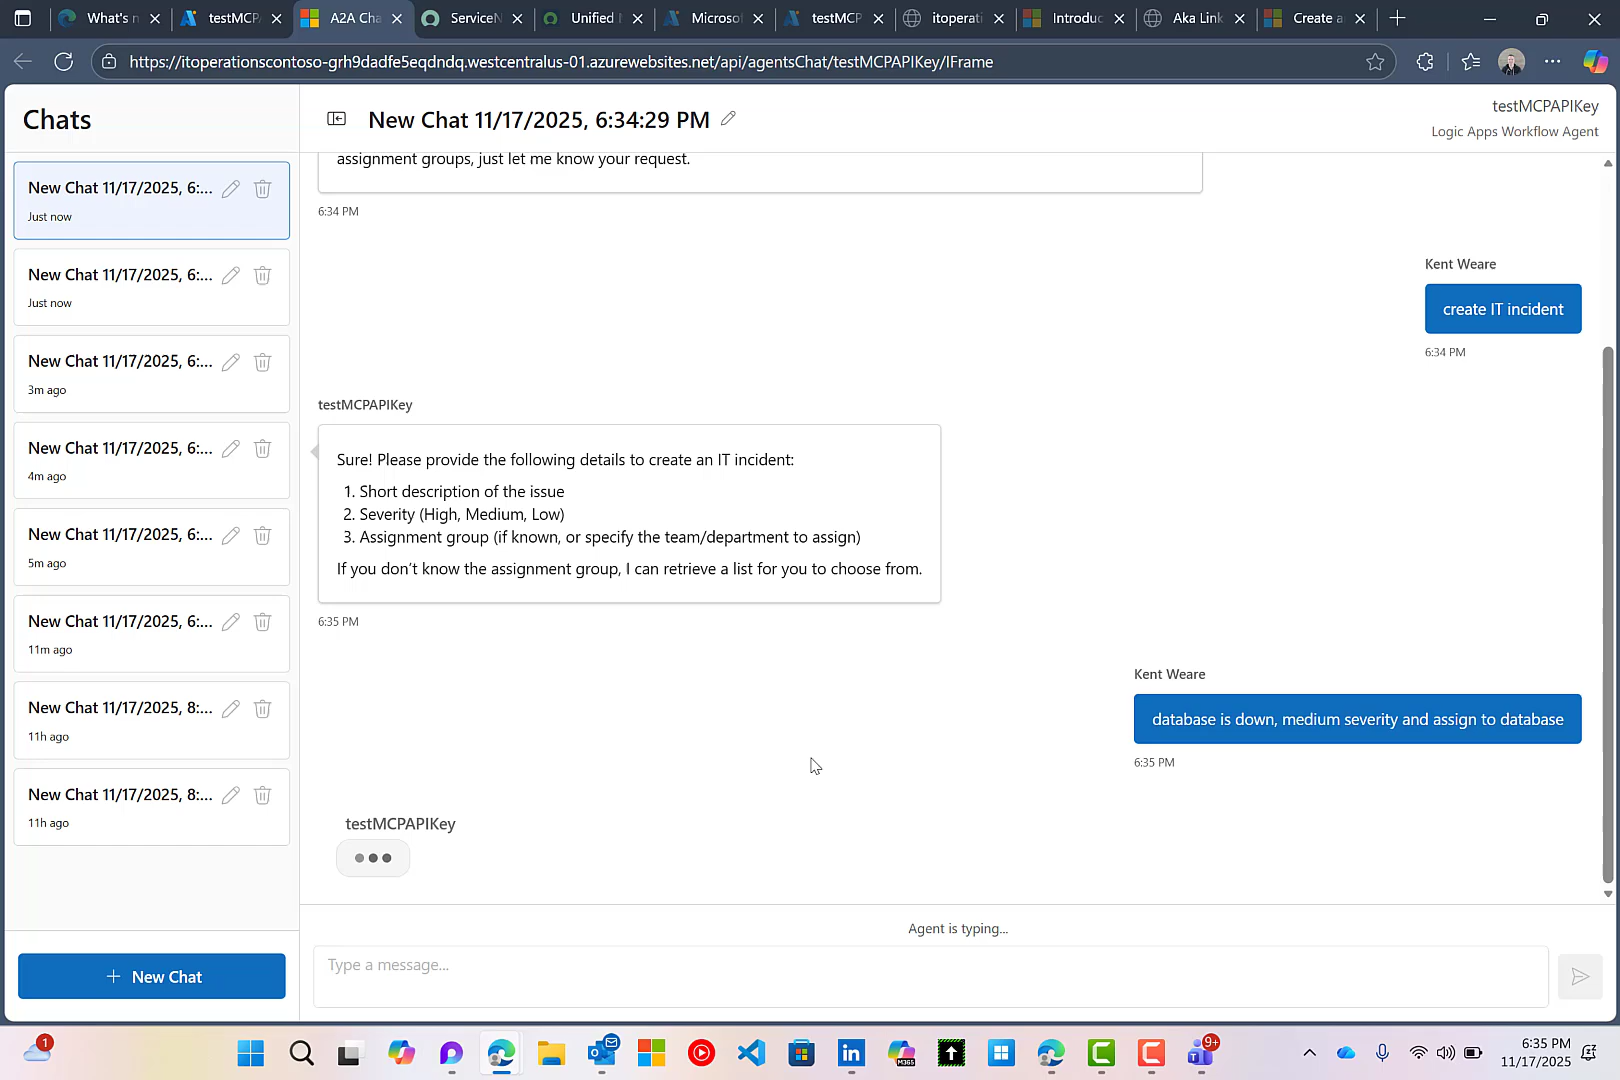 What's n
testMCP
A2A Cha
ServiceN
Unified
Microsof
testMCP
itoperati
Introduc
Aka Link
Create a
https://itoperationscontoso-grh9dadfe5eqdndq.westcentralus-01.azurewebsites.net/api/agentsChat/testMCPAPIKey/IFrame
Chats
New Chat 11/17/2025, 6:34:29 PM
testMCPAPIKey
Logic Apps Workflow Agent
New Chat 11/17/2025, 6:...
Just now
New Chat 11/17/2025, 6:...
Just now
New Chat 11/17/2025, 6:...
3m ago
New Chat 11/17/2025, 6:...
4m ago
New Chat 11/17/2025, 6:...
5m ago
New Chat 11/17/2025, 6:...
11m ago
New Chat 11/17/2025, 8:...
11h ago
New Chat 11/17/2025, 8:...
11h ago
+ New Chat
assignment groups, just let me know your request.
6:34 PM
Kent Weare
create IT incident
6:34 PM
testMCPAPIKey
Sure! Please provide the following details to create an IT incident:
1. Short description of the issue
2. Severity (High, Medium, Low)
3. Assignment group (if known, or specify the team/department to assign)
If you don't know the assignment group, I can retrieve a list for you to choose from.
6:35 PM
Kent Weare
database is down, medium severity and assign to database
6:35 PM
testMCPAPIKey
Agent is typing...
Type a message...
1
M365
9+
6:35 PM
11/17/2025